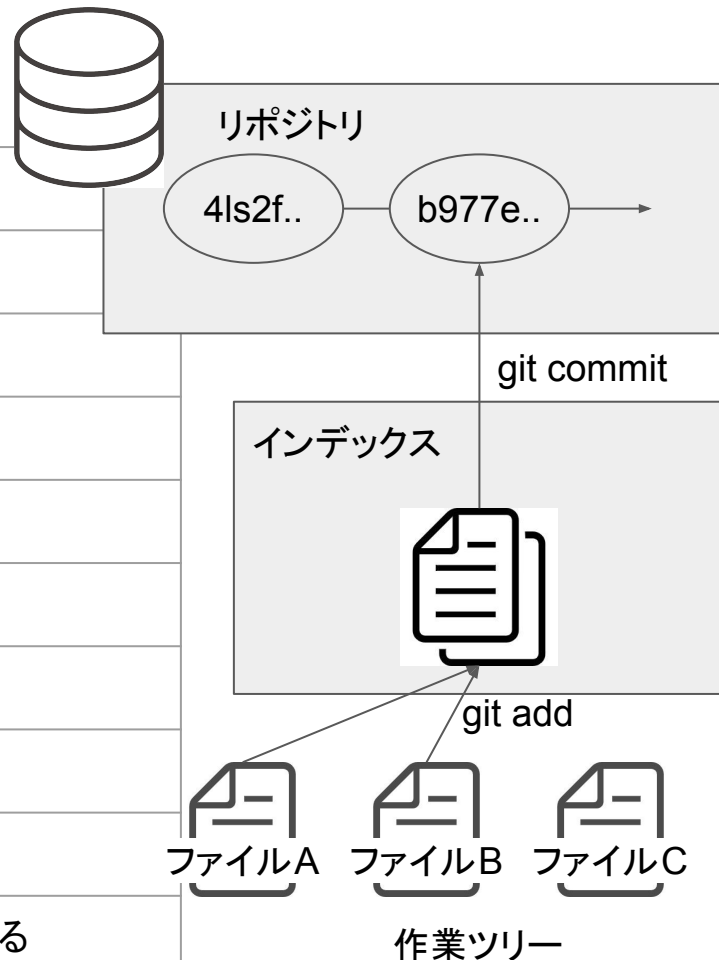 リポジトリ
4ls2f..
b977e..
git commit
インデックス
git add
ファイルA
ファイルB
ファイルC
る
作業ツリー